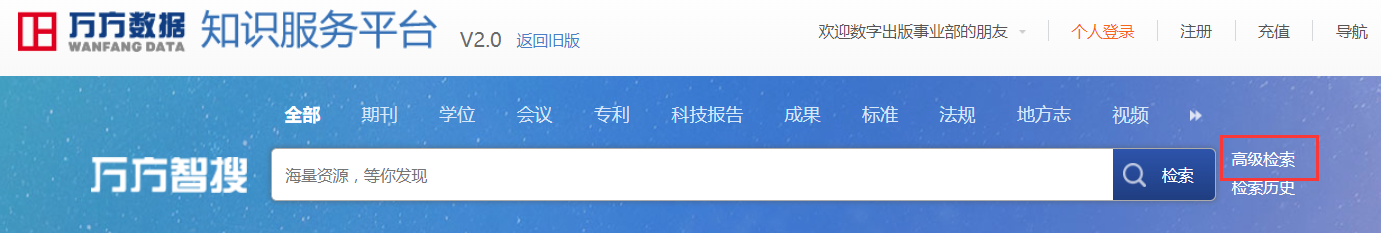 万方数据 知识服务平台 V2.0 返回旧版 欢迎数字出版事业部的朋友 个人登录 注册 充值 导航
WANFANG DATA
全部 期刊 学位 会议 专利 科技报告 成果 标准 法规 地方志 视频
万方智搜 海量资源，等你发现 检索 高级检索
检索历史